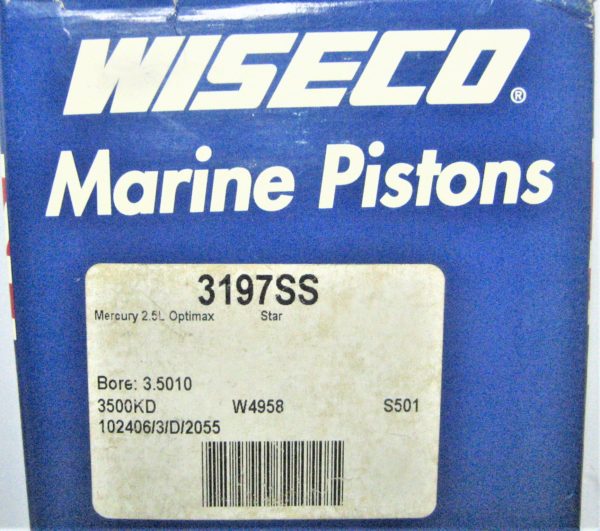 WISECO®
Marine Pistons
3197SS
Mercury 2.5L Optimax Star
Bore: 3.5010
3500KD W4958 S501
102406/3/D/2055